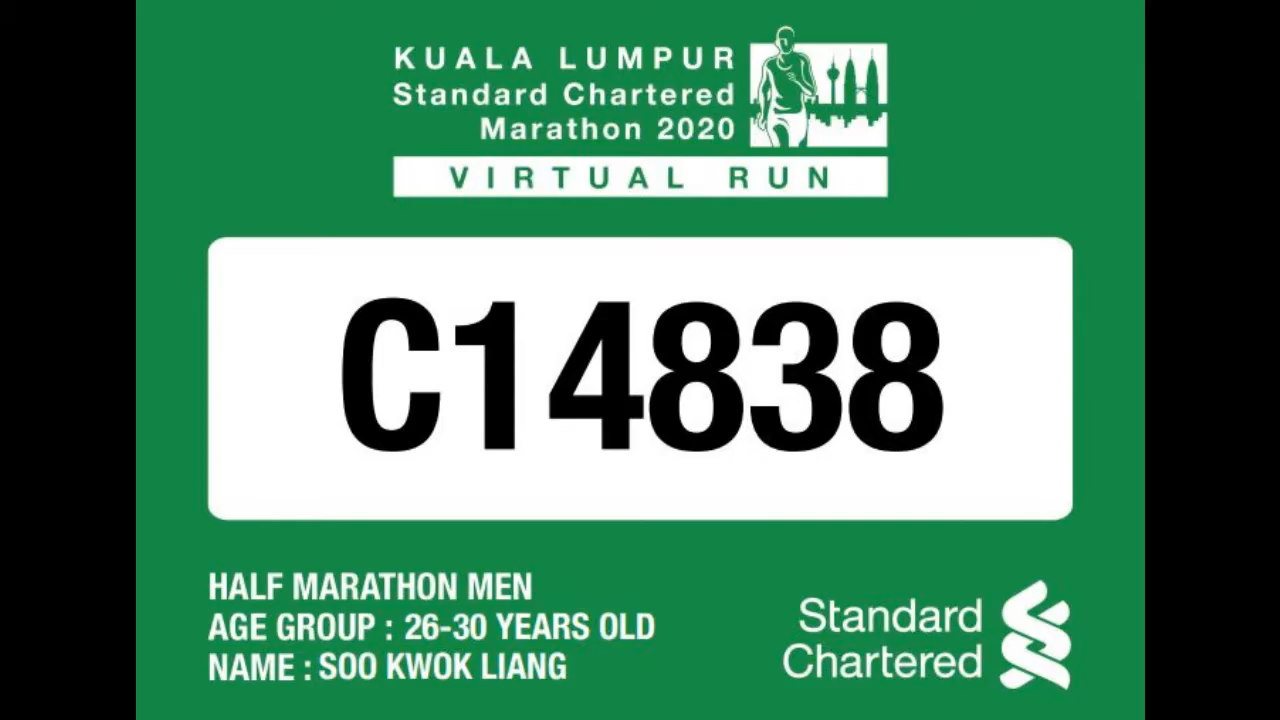 KUALA LUMPUR
Standard Chartered
Marathon 2020
VIRTUAL RUN
C14838
HALF MARATHON MEN
AGE GROUP : 26-30 YEARS OLD
NAME : SOO KWOK LIANG
Standard
Chartered